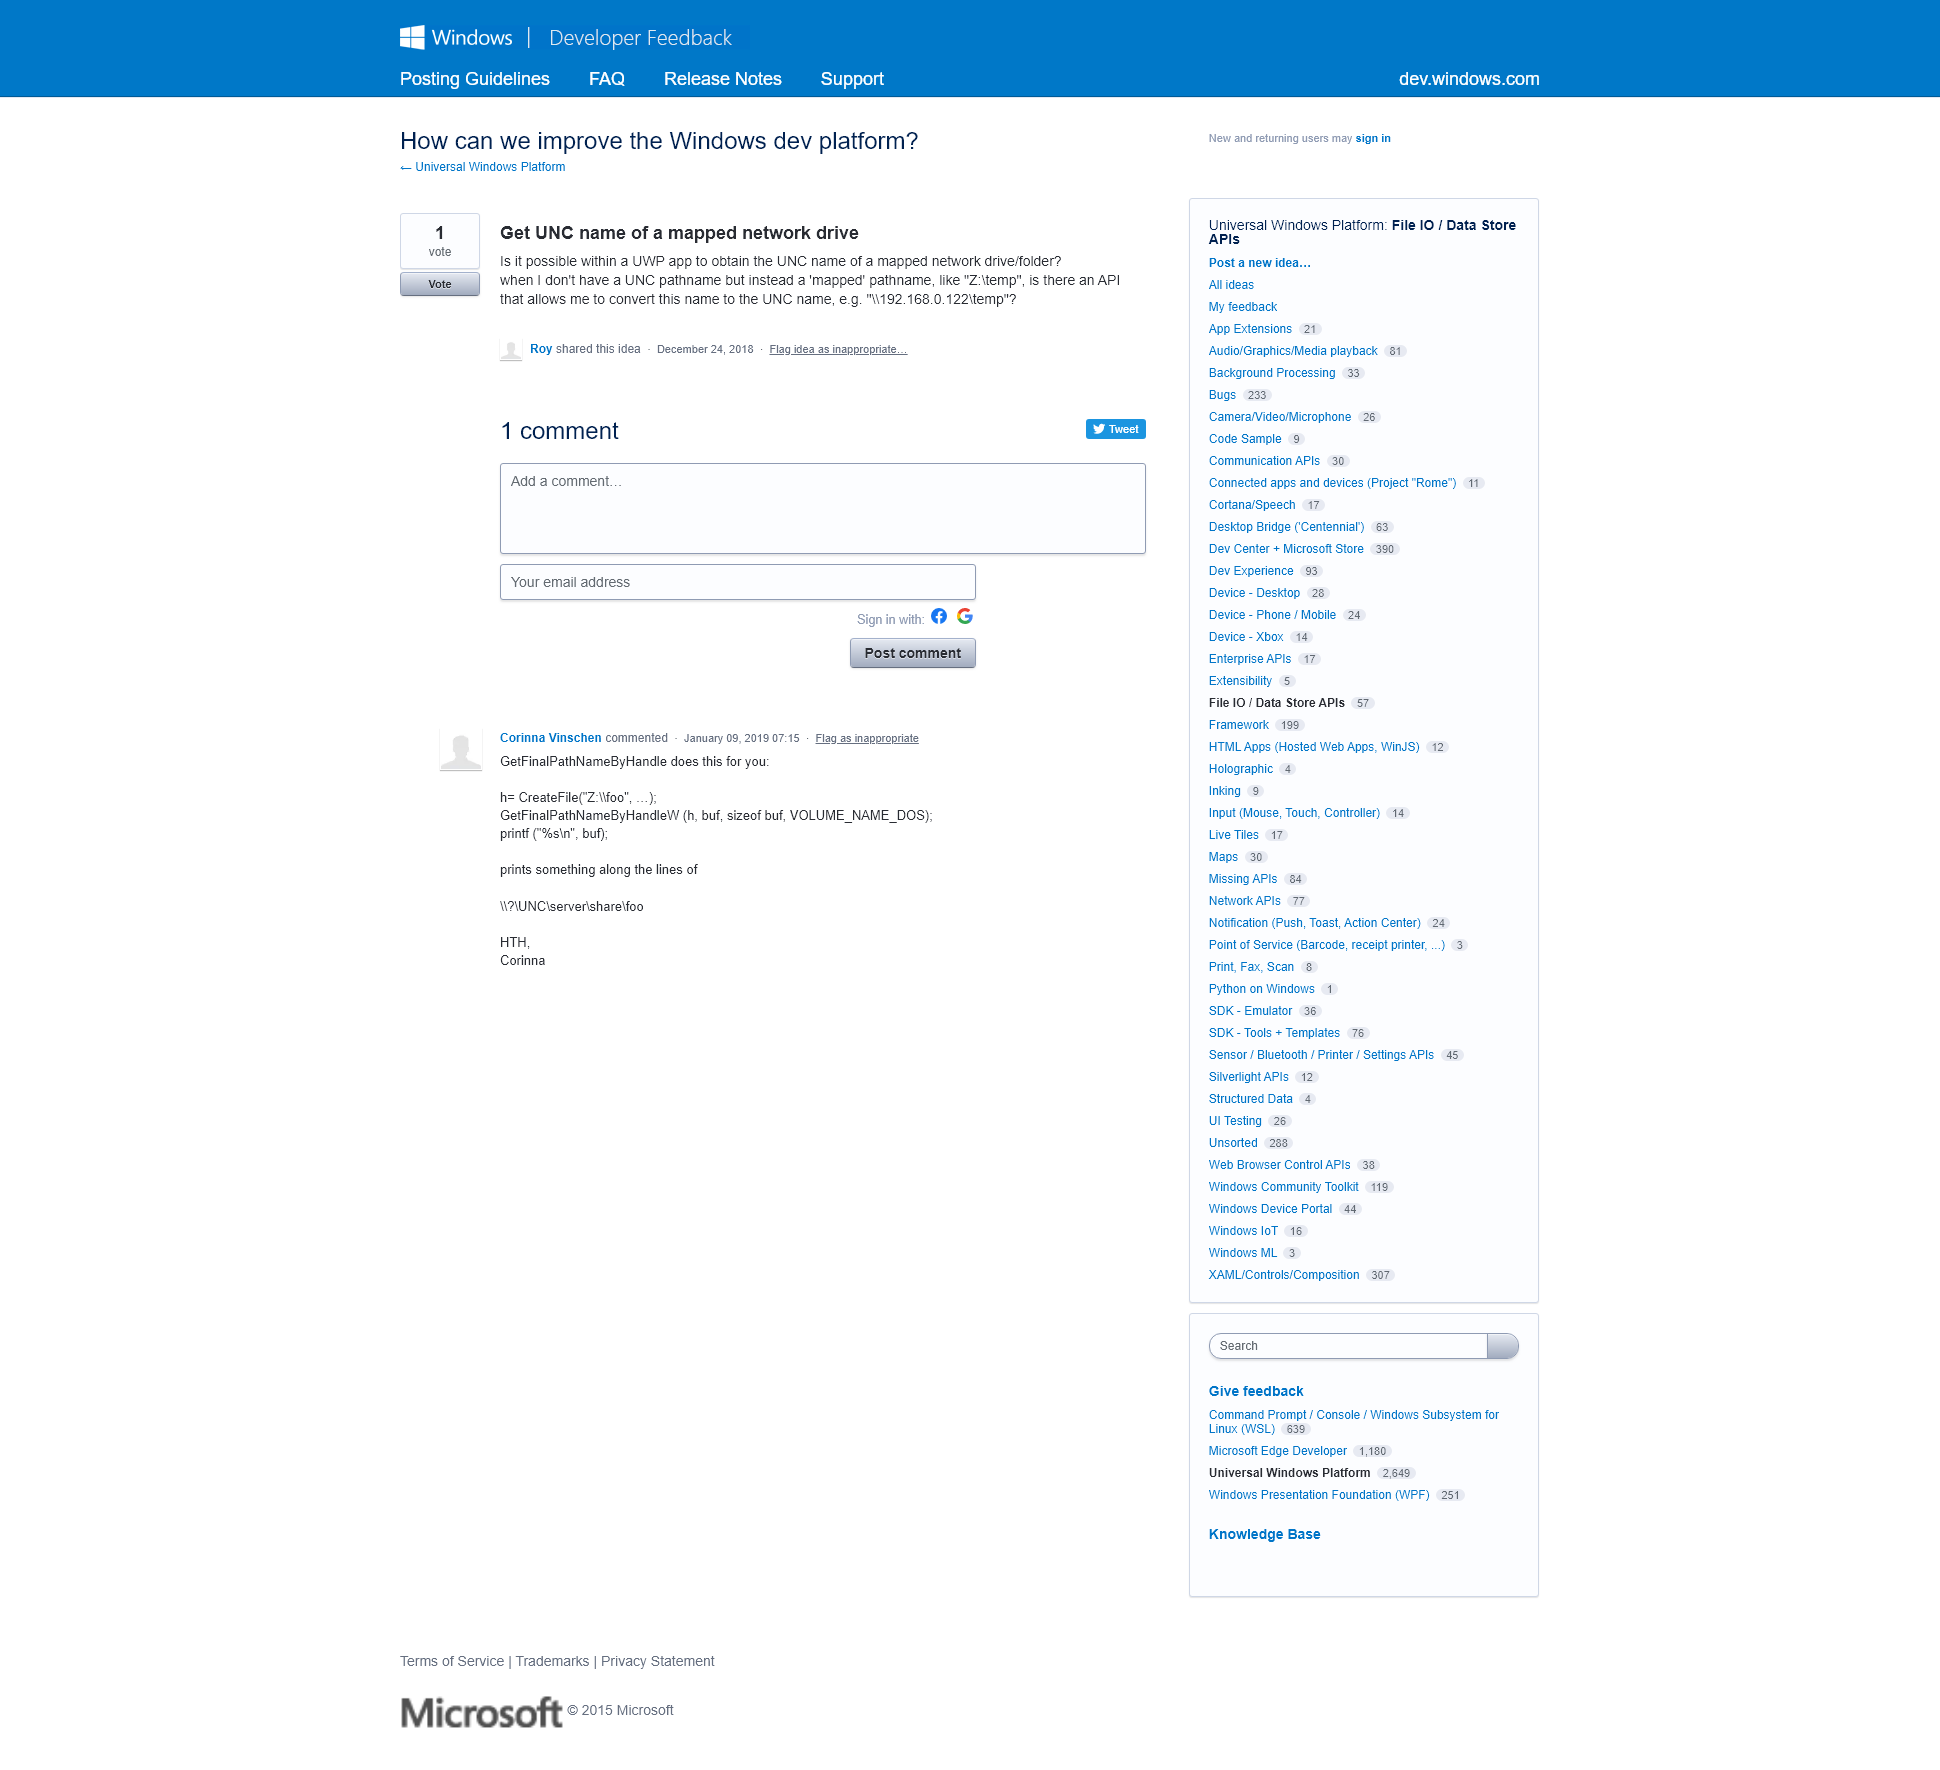 Windows | Developer Feedback
Posting Guidelines FAQ Release Notes Support dev.windows.com
How can we improve the Windows dev platform?
← Universal Windows Platform
New and returning users may sign in
1
vote
Vote
Get UNC name of a mapped network drive
Is it possible within a UWP app to obtain the UNC name of a mapped network drive/folder?
when I don't have a UNC pathname but instead a 'mapped' pathname, like "Z:\temp", is there an API
that allows me to convert this name to the UNC name, e.g. "\\192.168.0.122\temp"?
Roy shared this idea · December 24, 2018 · Flag idea as inappropriate…
1 comment
Tweet
Add a comment…
Your email address
Sign in with:
Post comment
Corinna Vinschen commented · January 09, 2019 07:15 · Flag as inappropriate
GetFinalPathNameByHandle does this for you:
h= CreateFile("Z:\\foo", …);
GetFinalPathNameByHandleW (h, buf, sizeof buf, VOLUME_NAME_DOS);
printf ("%s\n", buf);
prints something along the lines of
\\?\UNC\server\share\foo
HTH,
Corinna
Universal Windows Platform: File IO / Data Store
APIs
Post a new idea…
All ideas
My feedback
App Extensions 21
Audio/Graphics/Media playback 81
Background Processing 33
Bugs 233
Camera/Video/Microphone 26
Code Sample 9
Communication APIs 30
Connected apps and devices (Project "Rome") 11
Cortana/Speech 17
Desktop Bridge ('Centennial') 63
Dev Center + Microsoft Store 390
Dev Experience 93
Device - Desktop 28
Device - Phone / Mobile 24
Device - Xbox 14
Enterprise APIs 17
Extensibility 5
File IO / Data Store APIs 57
Framework 199
HTML Apps (Hosted Web Apps, WinJS) 12
Holographic 4
Inking 9
Input (Mouse, Touch, Controller) 14
Live Tiles 17
Maps 30
Missing APIs 84
Network APIs 77
Notification (Push, Toast, Action Center) 24
Point of Service (Barcode, receipt printer, ...) 3
Print, Fax, Scan 8
Python on Windows 1
SDK - Emulator 36
SDK - Tools + Templates 76
Sensor / Bluetooth / Printer / Settings APIs 45
Silverlight APIs 12
Structured Data 4
UI Testing 26
Unsorted 288
Web Browser Control APIs 38
Windows Community Toolkit 119
Windows Device Portal 44
Windows IoT 16
Windows ML 3
XAML/Controls/Composition 307
Search
Give feedback
Command Prompt / Console / Windows Subsystem for
Linux (WSL) 639
Microsoft Edge Developer 1,180
Universal Windows Platform 2,649
Windows Presentation Foundation (WPF) 251
Knowledge Base
Terms of Service | Trademarks | Privacy Statement
Microsoft © 2015 Microsoft